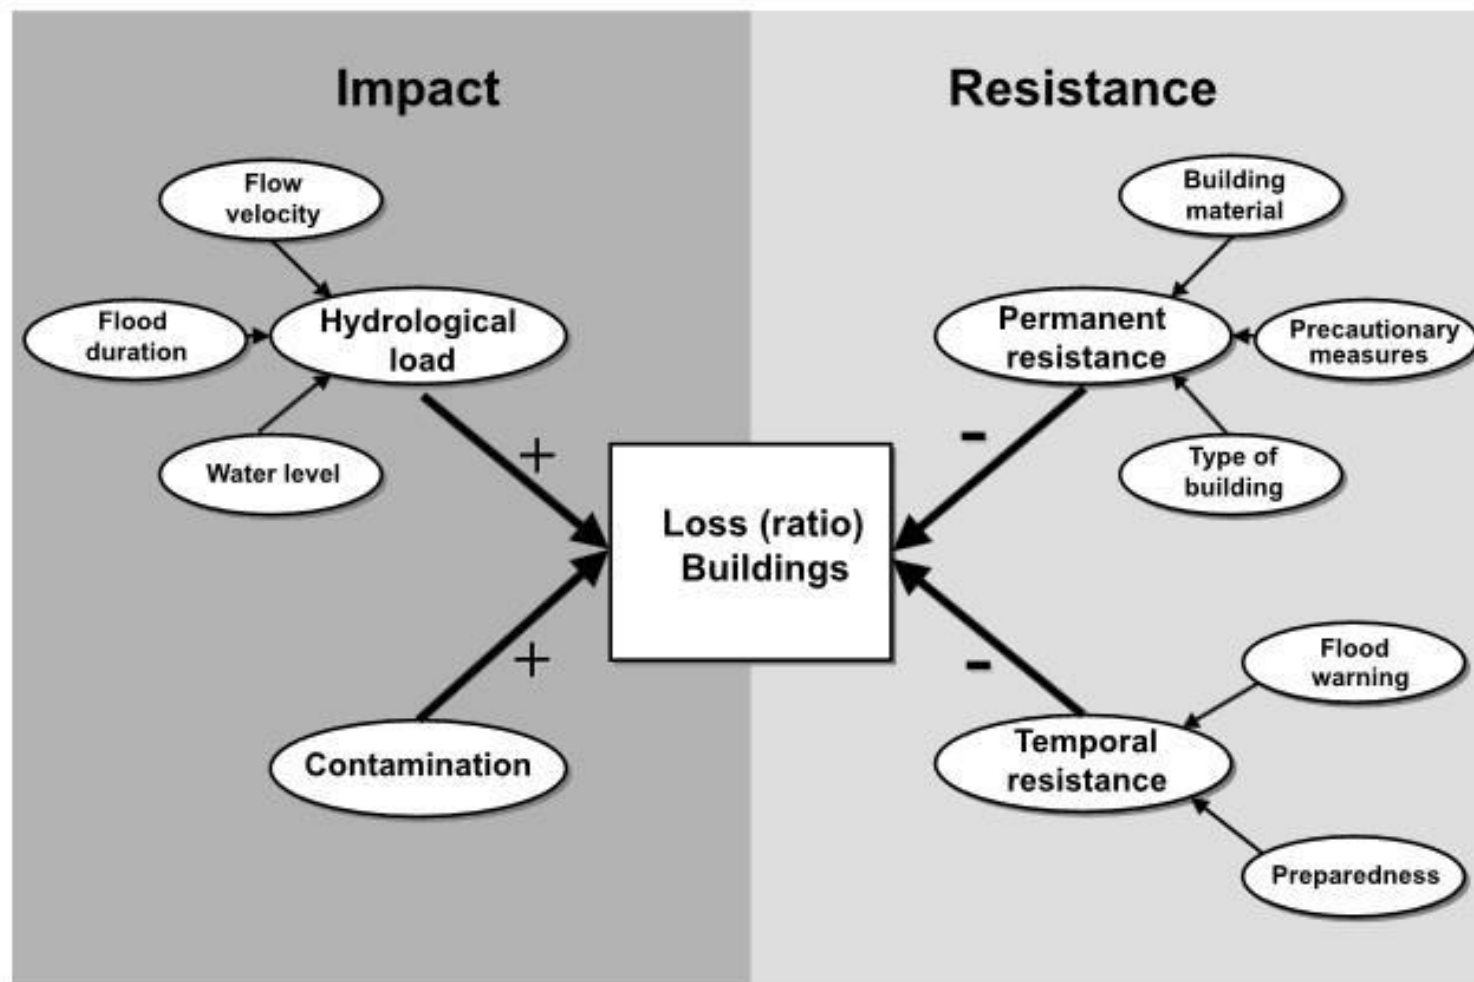 Impact
Resistance
Flow
velocity
Flood
duration
Hydrological
load
Water level
+
+
Contamination
Loss (ratio)
Buildings
Building
material
Permanent
resistance
Precautionary
measures
Type of
building
-
-
Flood
warning
Temporal
resistance
Preparedness